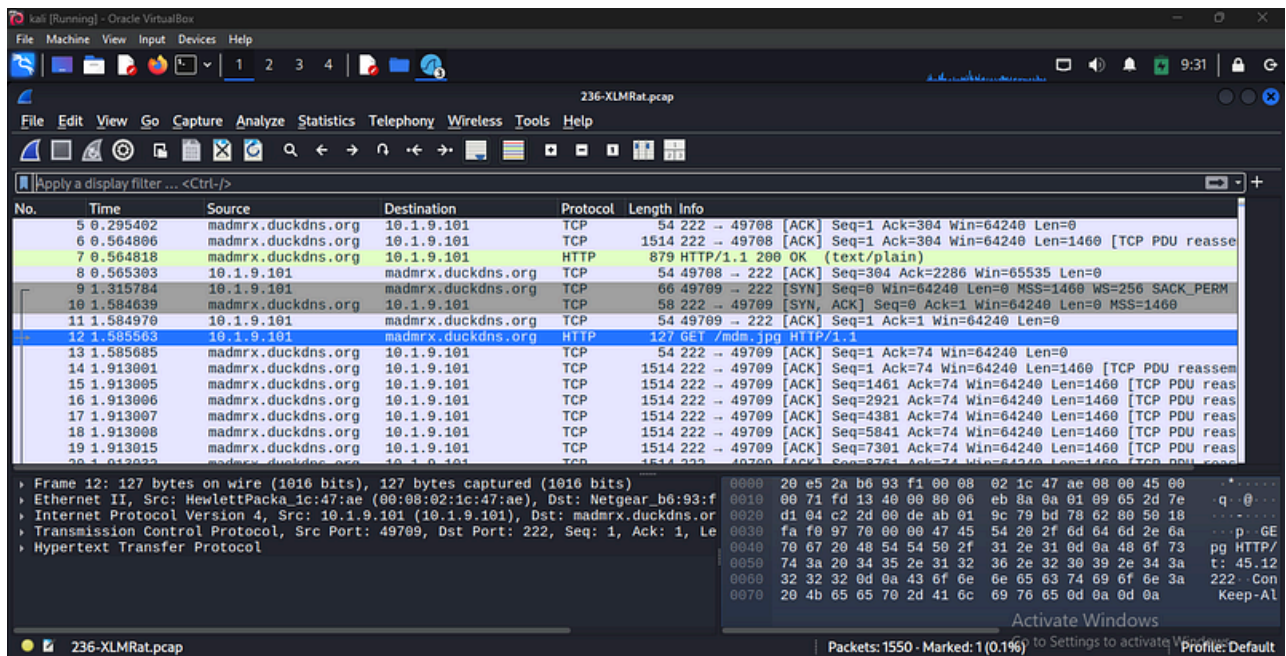 kali [Running] - Oracle VirtualBox
File Machine View Input Devices Help
1 2 3 4 9:31
236-XLMRat.pcap
File Edit View Go Capture Analyze Statistics Telephony Wireless Tools Help
Apply a display filter ... <Ctrl-/>
No. Time Source Destination Protocol Length Info
5 0.295402 madmrx.duckdns.org 10.1.9.101 TCP 54 222 → 49708 [ACK] Seq=1 Ack=304 Win=64240 Len=0
6 0.564806 madmrx.duckdns.org 10.1.9.101 TCP 1514 222 → 49708 [ACK] Seq=1 Ack=304 Win=64240 Len=1460 [TCP PDU reasse
7 0.564818 madmrx.duckdns.org 10.1.9.101 HTTP 879 HTTP/1.1 200 OK (text/plain)
8 0.565303 10.1.9.101 madmrx.duckdns.org TCP 54 49708 → 222 [ACK] Seq=304 Ack=2286 Win=65535 Len=0
9 1.315784 10.1.9.101 madmrx.duckdns.org TCP 66 49709 → 222 [SYN] Seq=0 Win=64240 Len=0 MSS=1460 WS=256 SACK_PERM
10 1.584639 madmrx.duckdns.org 10.1.9.101 TCP 58 222 → 49709 [SYN, ACK] Seq=0 Ack=1 Win=64240 Len=0 MSS=1460
11 1.584970 10.1.9.101 madmrx.duckdns.org TCP 54 49709 → 222 [ACK] Seq=1 Ack=1 Win=64240 Len=0
12 1.585563 10.1.9.101 madmrx.duckdns.org HTTP 127 GET /mdm.jpg HTTP/1.1
13 1.585685 madmrx.duckdns.org 10.1.9.101 TCP 54 222 → 49709 [ACK] Seq=1 Ack=74 Win=64240 Len=0
14 1.913001 madmrx.duckdns.org 10.1.9.101 TCP 1514 222 → 49709 [ACK] Seq=1 Ack=74 Win=64240 Len=1460 [TCP PDU reassem
15 1.913005 madmrx.duckdns.org 10.1.9.101 TCP 1514 222 → 49709 [ACK] Seq=1461 Ack=74 Win=64240 Len=1460 [TCP PDU reas
16 1.913006 madmrx.duckdns.org 10.1.9.101 TCP 1514 222 → 49709 [ACK] Seq=2921 Ack=74 Win=64240 Len=1460 [TCP PDU reas
17 1.913007 madmrx.duckdns.org 10.1.9.101 TCP 1514 222 → 49709 [ACK] Seq=4381 Ack=74 Win=64240 Len=1460 [TCP PDU reas
18 1.913008 madmrx.duckdns.org 10.1.9.101 TCP 1514 222 → 49709 [ACK] Seq=5841 Ack=74 Win=64240 Len=1460 [TCP PDU reas
19 1.913015 madmrx.duckdns.org 10.1.9.101 TCP 1514 222 → 49709 [ACK] Seq=7301 Ack=74 Win=64240 Len=1460 [TCP PDU reas
Frame 12: 127 bytes on wire (1016 bits), 127 bytes captured (1016 bits)
Ethernet II, Src: HewlettPacka_1c:47:ae (00:08:02:1c:47:ae), Dst: Netgear_b6:93:f
Internet Protocol Version 4, Src: 10.1.9.101 (10.1.9.101), Dst: madmrx.duckdns.or
Transmission Control Protocol, Src Port: 49709, Dst Port: 222, Seq: 1, Ack: 1, Le
Hypertext Transfer Protocol
0000 20 e5 2a b6 93 f1 00 08 02 1c 47 ae 08 00 45 00 ·*·····
0010 00 71 fd 13 40 00 80 06 eb 8a 0a 01 09 65 2d 7e ·q··@···
0020 d1 04 c2 2d 00 de ab 01 9c 79 bd 78 62 80 50 18 ···-····
0030 fa f0 97 70 00 00 47 45 54 20 2f 6d 64 6d 2e 6a ···p··GE
0040 70 67 20 48 54 54 50 2f 31 2e 31 0d 0a 48 6f 73 pg HTTP/
0050 74 3a 20 34 35 2e 31 32 36 2e 32 30 39 2e 34 3a t: 45.12
0060 32 32 32 0d 0a 43 6f 6e 6e 65 63 74 69 6f 6e 3a 222··Con
0070 20 4b 65 65 70 2d 41 6c 69 76 65 0d 0a 0d 0a Keep-Al
Activate Windows
Go to Settings to activate Windows.
236-XLMRat.pcap Packets: 1550 · Marked: 1 (0.1%) Profile: Default